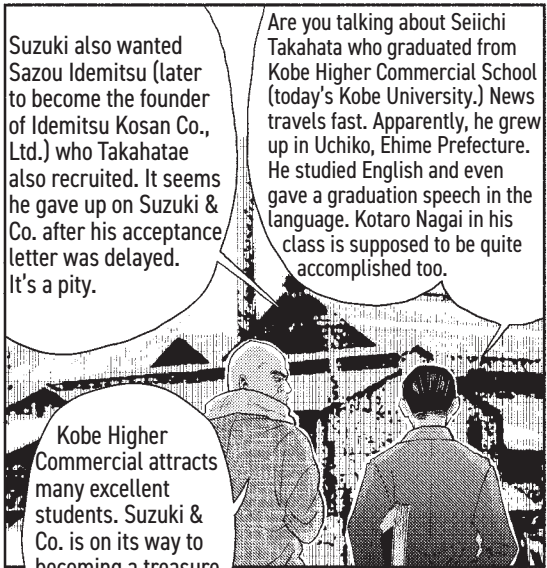 Are you talking about Seiichi
Takahata who graduated from
Kobe Higher Commercial School
(today's Kobe University.) News
travels fast. Apparently, he grew
up in Uchiko, Ehime Prefecture.
He studied English and even
gave a graduation speech in the
language. Kotaro Nagai in his
class is supposed to be quite
accomplished too.
Suzuki also wanted
Sazou Idemitsu (later
to become the founder
of Idemitsu Kosan Co.,
Ltd.) who Takahatae
also recruited. It seems
he gave up on Suzuki &
Co. after his acceptance
letter was delayed.
It's a pity.
Kobe Higher
Commercial attracts
many excellent
students. Suzuki &
Co. is on its way to
becoming a treasure